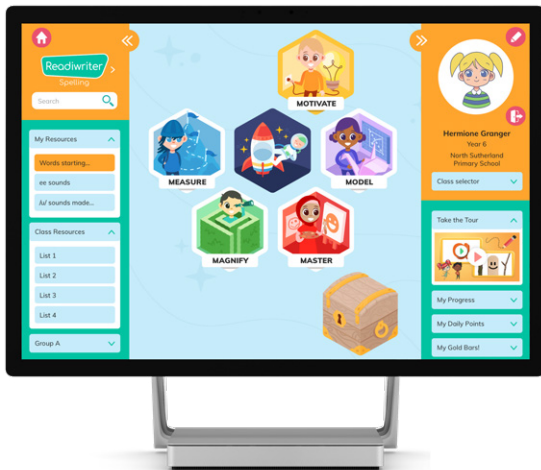 Readiwriter
Spelling
Search
My Resources
Words starting...
ee sounds
/u/ sounds made...
Class Resources
List 1
List 2
List 3
List 4
Group A
MOTIVATE
MEASURE
MODEL
MAGNIFY
MASTER
Hermione Granger
Year 6
North Sutherland
Primary School
Class selector
Take the Tour
My Progress
My Daily Points
My Gold Bars!